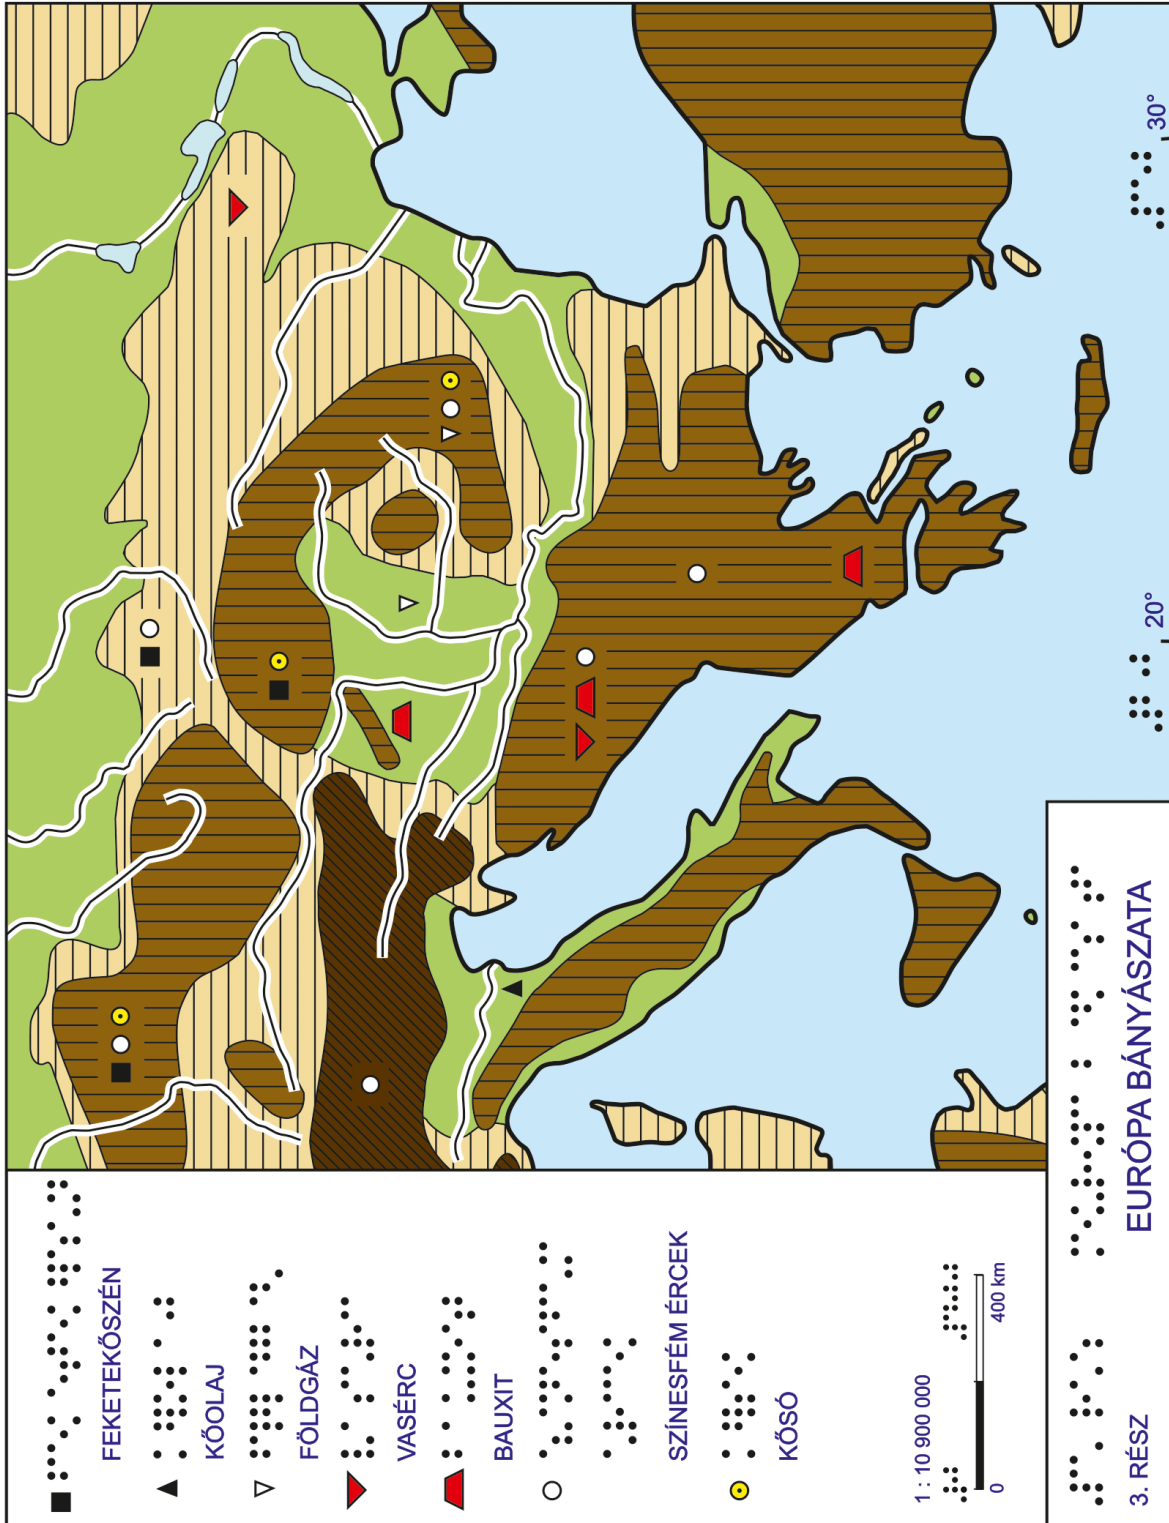 FEKETEKŐSZÉN
KŐOLAJ
FÖLDGÁZ
VASÉRC
BAUXIT
SZÍNESFÉM ÉRCEK
KŐSÓ
1 : 10 900 000
0 400 km
3. RÉSZ EURÓPA BÁNYÁSZATA
20° 30°